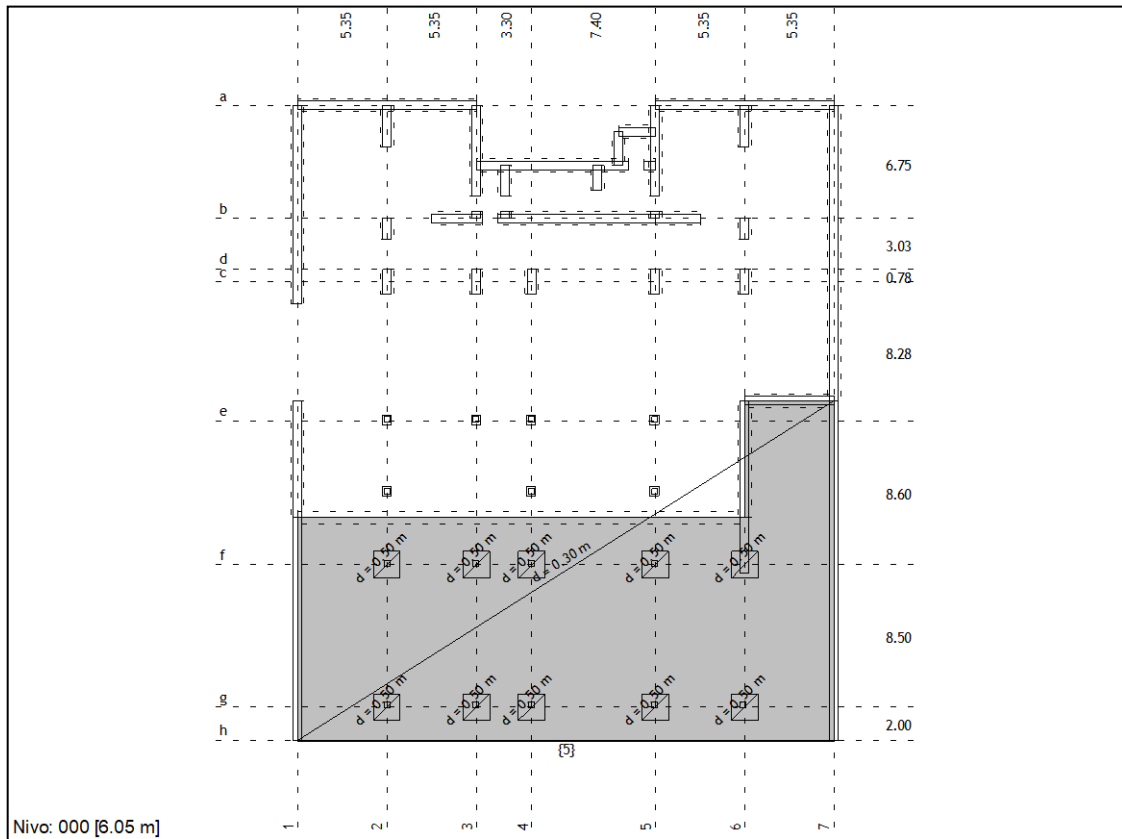 5.35
5.35
3.30
7.40
5.35
5.35
a
6.75
b
3.03
d
0.78
c
8.28
e
8.60
d = 0.50 m
d = 0.50 m
d = 0.50 m
d = 0.30 m
d = 0.50 m
d = 0.50 m
f
8.50
d = 0.50 m
d = 0.50 m
d = 0.50 m
d = 0.50 m
d = 0.50 m
g
2.00
h
{5}
1
2
3
4
5
6
7
Nivo: 000 [6.05 m]